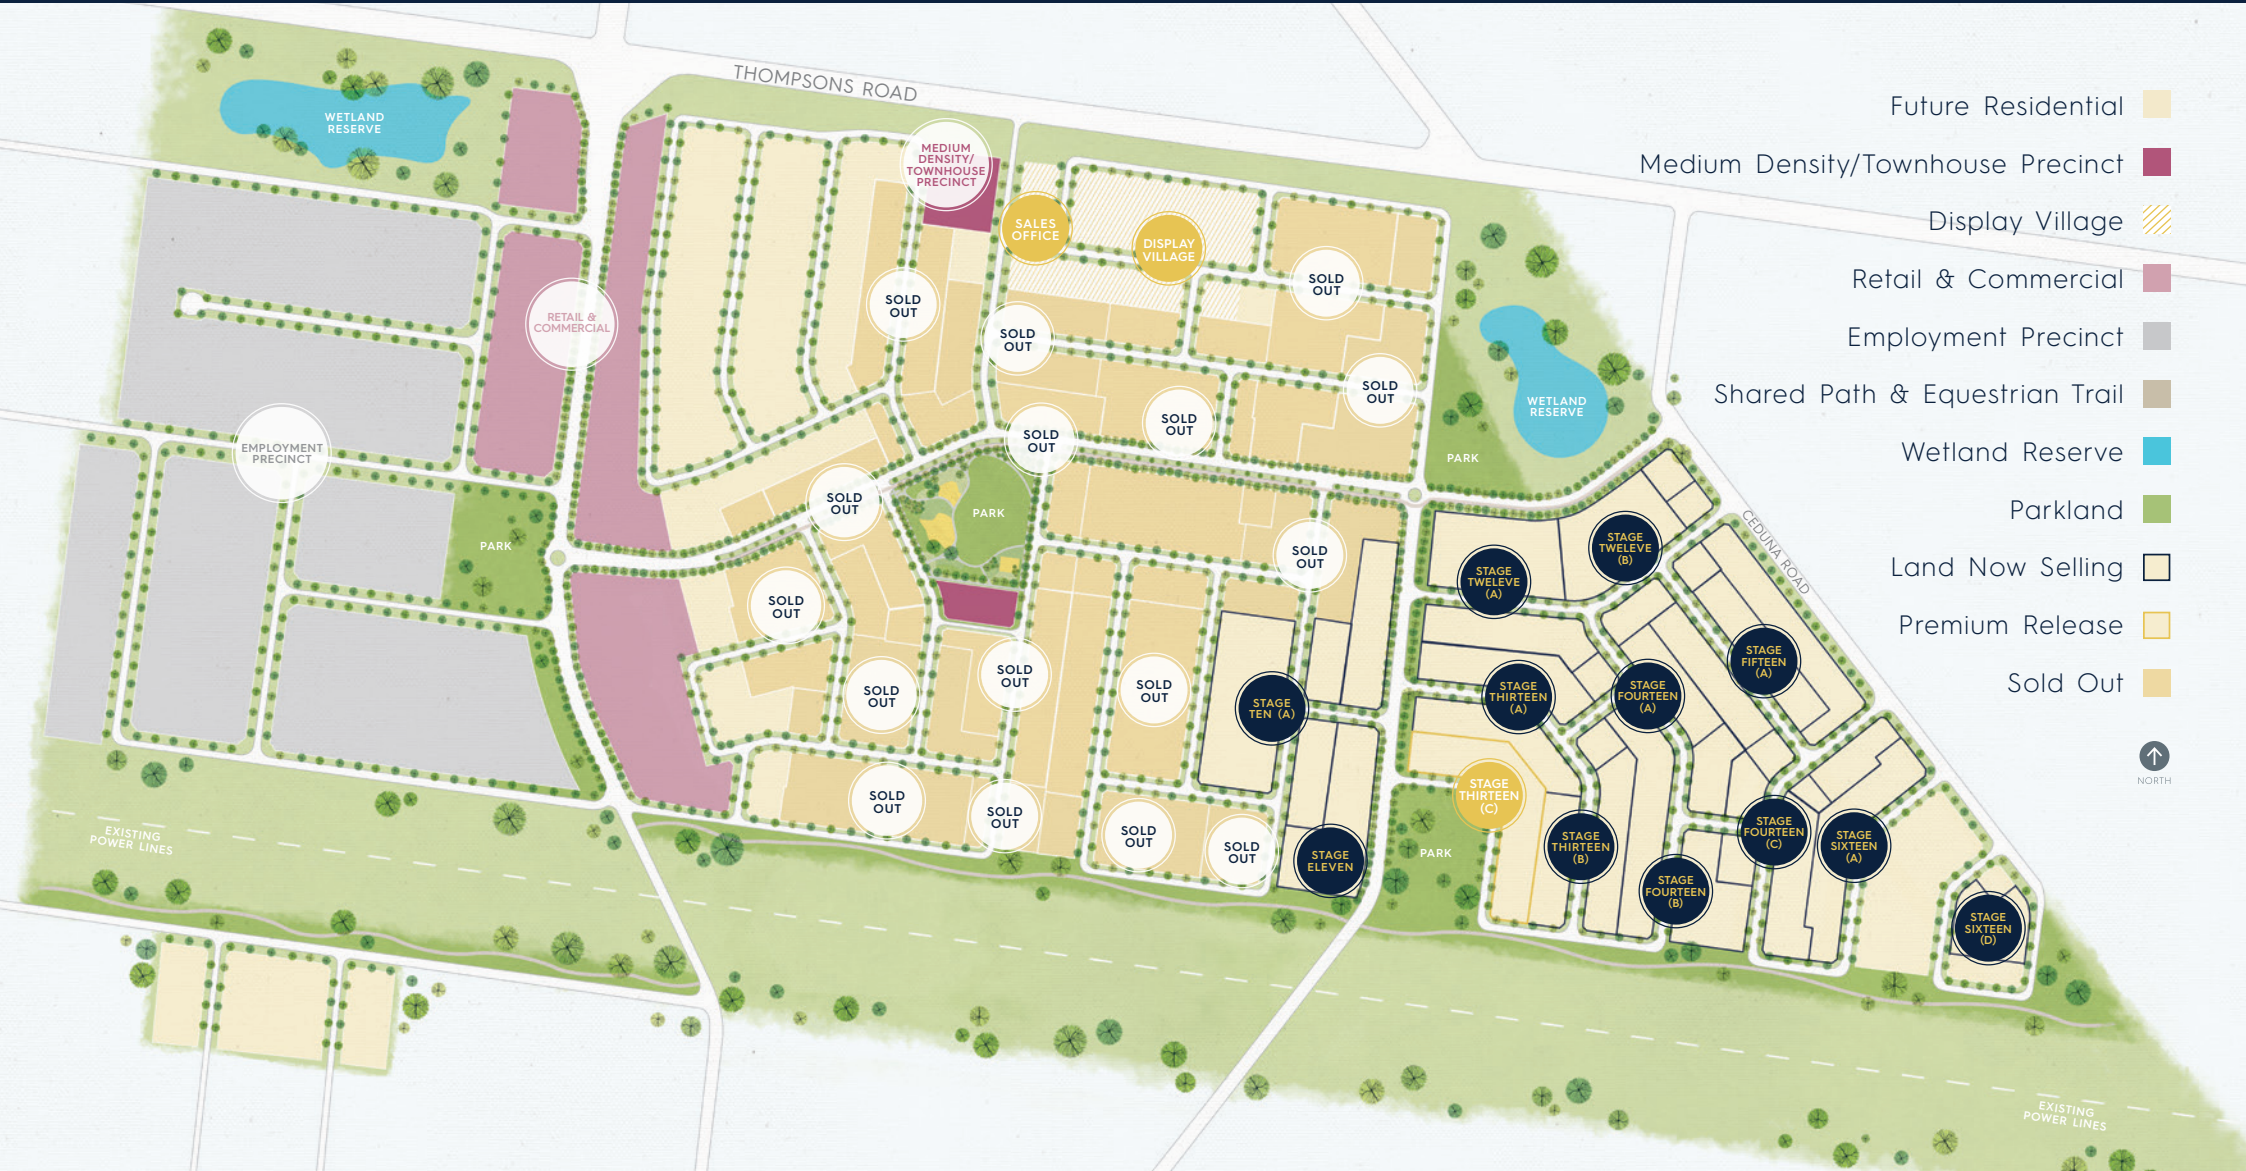 THOMPSONS ROAD
WETLAND
RESERVE
MEDIUM
DENSITY/
TOWNHOUSE
PRECINCT
SALES
OFFICE
DISPLAY
VILLAGE
SOLD
OUT
SOLD
OUT
SOLD
OUT
RETAIL &
COMMERCIAL
SOLD
OUT
SOLD
OUT
SOLD
OUT
WETLAND
RESERVE
EMPLOYMENT
PRECINCT
PARK
SOLD
OUT
PARK
PARK
SOLD
OUT
SOLD
OUT
CEDUNA ROAD
STAGE
TWELEVE
(A)
STAGE
TWELEVE
(B)
SOLD
OUT
SOLD
OUT
SOLD
OUT
SOLD
OUT
STAGE
TEN (A)
STAGE
THIRTEEN
(A)
STAGE
FOURTEEN
(A)
STAGE
FIFTEEN
(A)
SOLD
OUT
SOLD
OUT
SOLD
OUT
SOLD
OUT
STAGE
ELEVEN
PARK
STAGE
THIRTEEN
(C)
STAGE
THIRTEEN
(B)
STAGE
FOURTEEN
(B)
STAGE
FOURTEEN
(C)
STAGE
SIXTEEN
(A)
STAGE
SIXTEEN
(D)
EXISTING
POWER LINES
EXISTING
POWER LINES
Future Residential
Medium Density/Townhouse Precinct
Display Village
Retail & Commercial
Employment Precinct
Shared Path & Equestrian Trail
Wetland Reserve
Parkland
Land Now Selling
Premium Release
Sold Out
NORTH